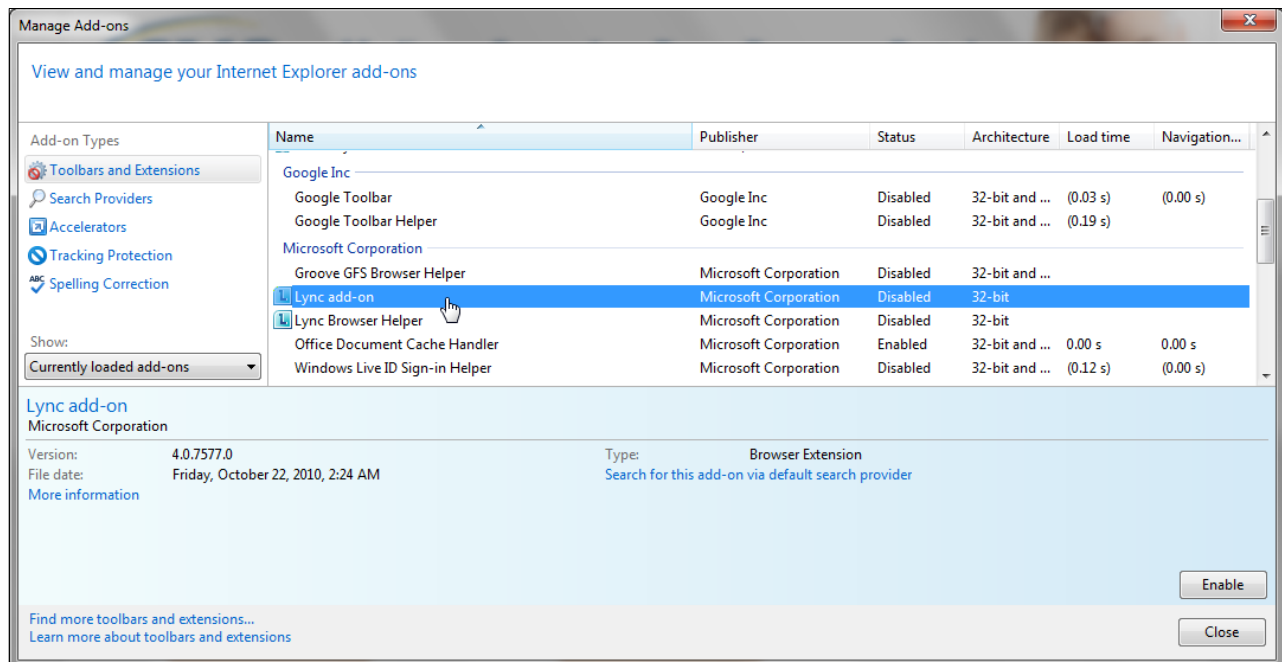 Manage Add-ons
View and manage your Internet Explorer add-ons
Add-on Types
Toolbars and Extensions
Search Providers
Accelerators
Tracking Protection
ABC Spelling Correction
Show:
Currently loaded add-ons
Name Publisher Status Architecture Load time Navigation...
Google Inc
Google Toolbar Google Inc Disabled 32-bit and ... (0.03 s) (0.00 s)
Google Toolbar Helper Google Inc Disabled 32-bit and ... (0.19 s)
Microsoft Corporation
Groove GFS Browser Helper Microsoft Corporation Disabled 32-bit and ...
Lync add-on Microsoft Corporation Disabled 32-bit
Lync Browser Helper Microsoft Corporation Disabled 32-bit
Office Document Cache Handler Microsoft Corporation Enabled 32-bit and ... 0.00 s 0.00 s
Windows Live ID Sign-in Helper Microsoft Corporation Disabled 32-bit and ... (0.12 s) (0.00 s)
Lync add-on
Microsoft Corporation
Version: 4.0.7577.0 Type: Browser Extension
File date: Friday, October 22, 2010, 2:24 AM Search for this add-on via default search provider
More information
Enable
Find more toolbars and extensions...
Learn more about toolbars and extensions
Close